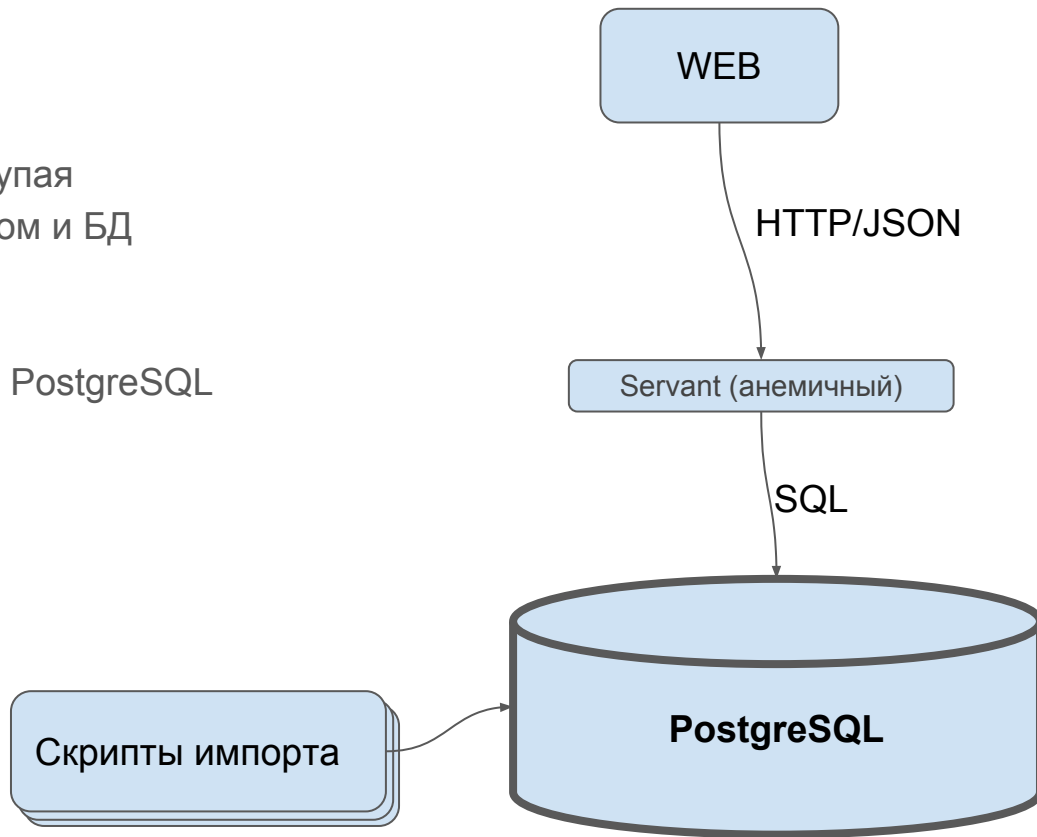 WEB
упая
ом и БД
HTTP/JSON
PostgreSQL
Servant (анемичный)
SQL
PostgreSQL
Скрипты импорта